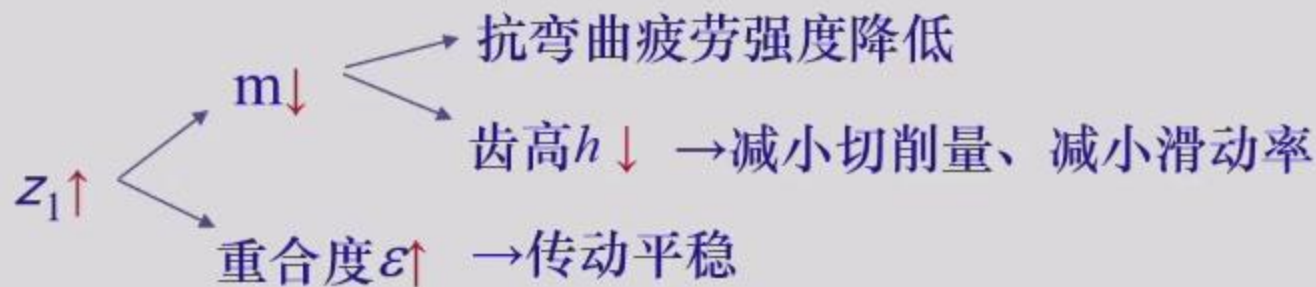 抗弯曲疲劳强度降低
m↓
齿高h↓ →减小切削量、减小滑动率
z₁↑
重合度ε↑ →传动平稳